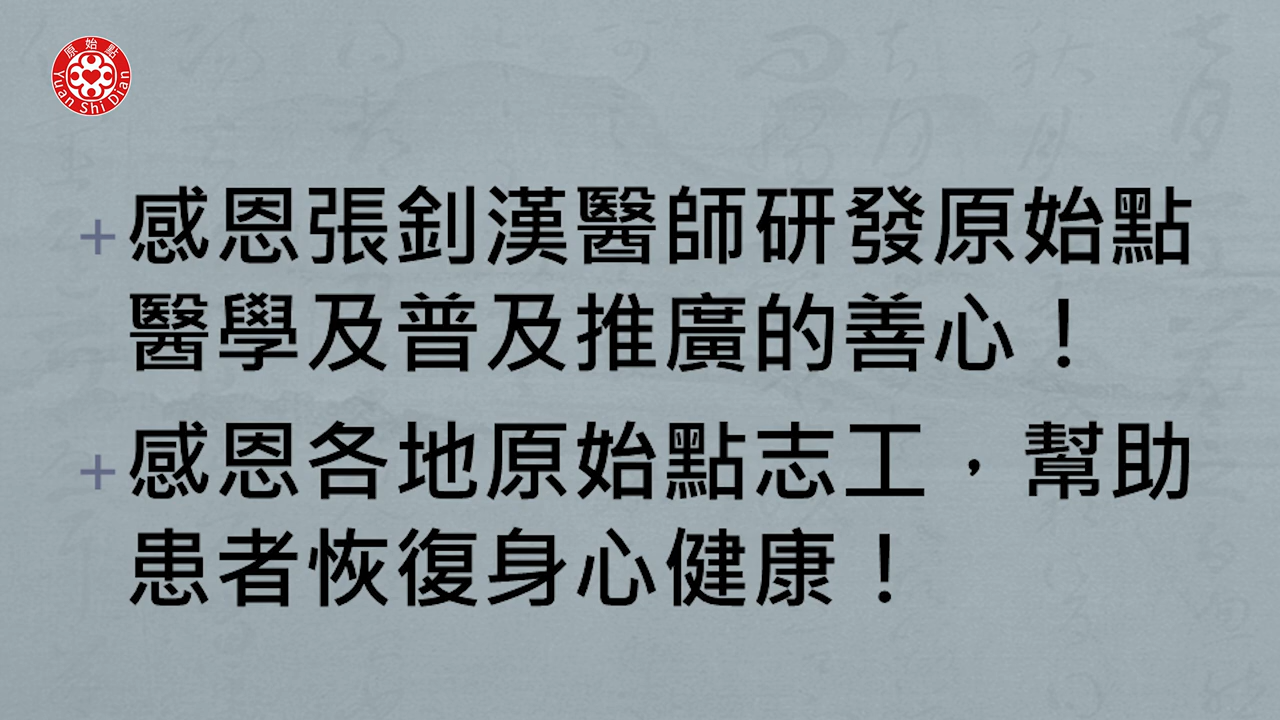 原始點
Yuan Shi Dian
+感恩張釗漢醫師研發原始點
醫學及普及推廣的善心！
+感恩各地原始點志工，幫助
患者恢復身心健康！